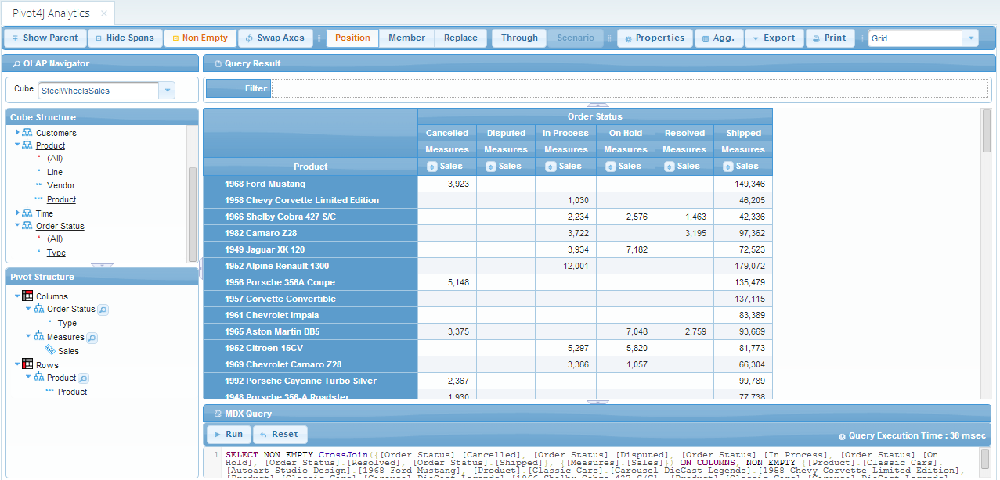 Pivot4J Analytics
Show Parent Hide Spans Non Empty Swap Axes Position Member Replace Through Scenario Properties Agg. Export Print Grid
OLAP Navigator
Cube SteelWheelsSales
Cube Structure
Customers
Product
(All)
Line
Vendor
Product
Time
Order Status
(All)
Type
Pivot Structure
Columns
Order Status
Type
Measures
Sales
Rows
Product
Product
Query Result
Filter
Order Status
Cancelled Disputed In Process On Hold Resolved Shipped
Measures Measures Measures Measures Measures Measures
Product Sales Sales Sales Sales Sales Sales
1968 Ford Mustang 3,923 149,346
1958 Chevy Corvette Limited Edition 1,030 46,205
1966 Shelby Cobra 427 S/C 2,234 2,576 1,463 42,336
1982 Camaro Z28 3,722 3,195 97,362
1949 Jaguar XK 120 3,934 7,182 72,523
1952 Alpine Renault 1300 12,001 179,072
1956 Porsche 356A Coupe 5,148 135,479
1957 Corvette Convertible 137,115
1961 Chevrolet Impala 83,389
1965 Aston Martin DB5 3,375 7,048 2,759 93,669
1952 Citroen-15CV 5,297 5,820 81,773
1969 Chevrolet Camaro Z28 3,386 1,057 66,304
1992 Porsche Cayenne Turbo Silver 2,367 99,789
1948 Porsche 356-A Roadster 1,930 77,738
MDX Query
Run Reset Query Execution Time : 38 msec
1 SELECT NON EMPTY CrossJoin({[Order Status].[Cancelled], [Order Status].[Disputed], [Order Status].[In Process], [Order Status].[On
Hold], [Order Status].[Resolved], [Order Status].[Shipped]}, {[Measures].[Sales]}) ON COLUMNS, NON EMPTY {[Product].[Classic Cars].
[Autoart Studio Design].[1968 Ford Mustang], [Product].[Classic Cars].[Carousel DieCast Legends].[1958 Chevy Corvette Limited Edition],